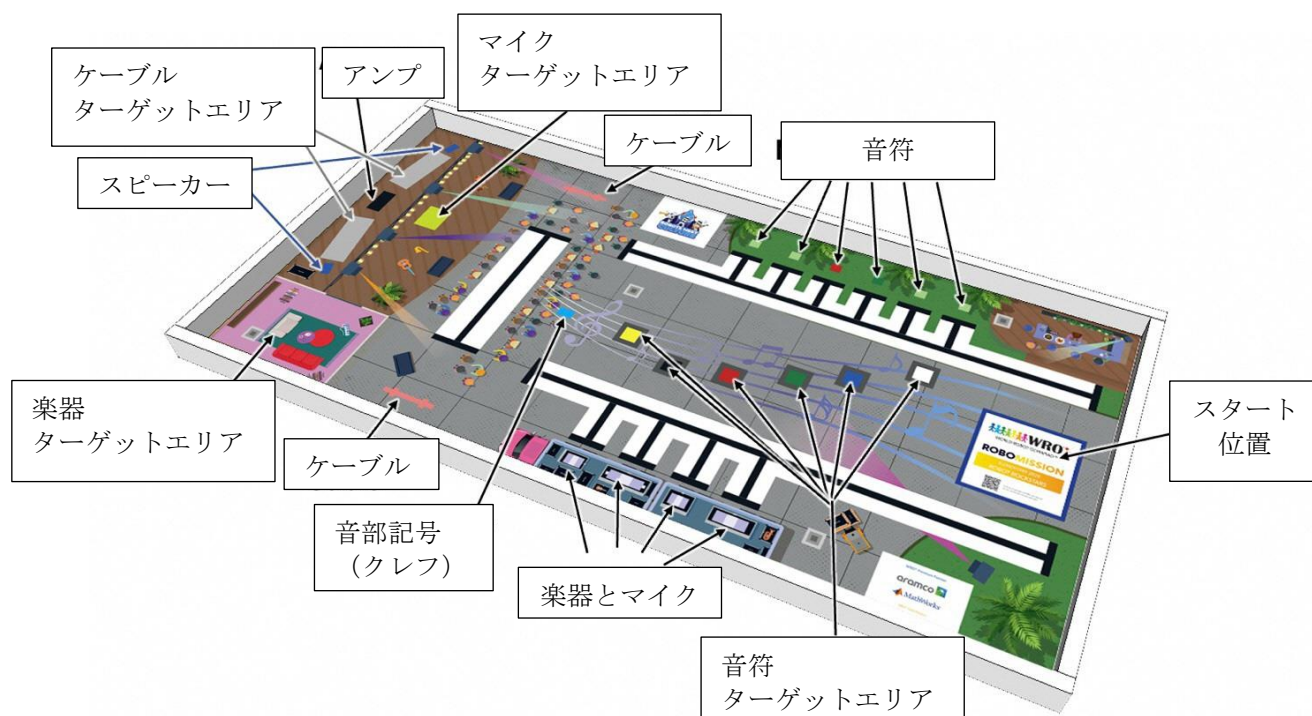 マイク
ターゲットエリア
ケーブル
ターゲットエリア
アンプ
ケーブル
音符
スピーカー
楽器
ターゲットエリア
スタート
位置
ケーブル
音部記号
（クレフ）
楽器とマイク
音符
ターゲットエリア
WRO
WORLD ROBOT OLYMPIAD
ROBOMISSION
aramco
MathWorks